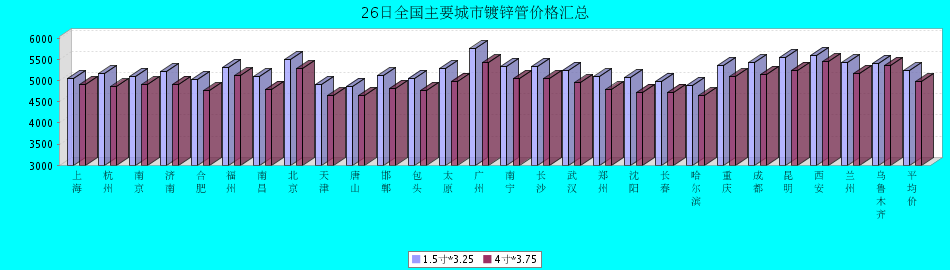 26日全国主要城市镀锌管价格汇总
6000
5500
5000
4500
4000
3500
3000
上海
杭州
南京
济南
合肥
福州
南昌
北京
天津
唐山
邯郸
包头
太原
广州
南宁
长沙
武汉
郑州
沈阳
长春
哈尔滨
重庆
成都
昆明
西安
兰州
乌鲁木齐
平均价
1.5寸*3.25
4寸*3.75